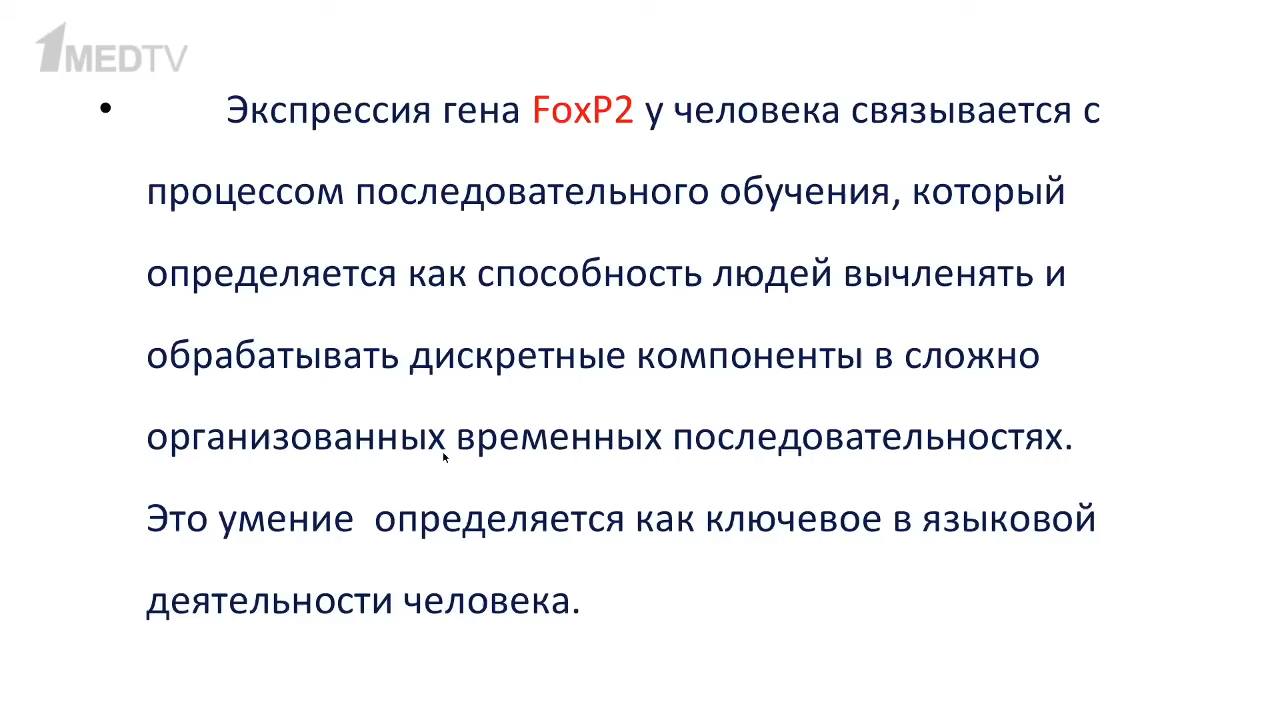 1MEDTV
• Экспрессия гена FoxP2 у человека связывается с
процессом последовательного обучения, который
определяется как способность людей вычленять и
обрабатывать дискретные компоненты в сложно
организованных временных последовательностях.
Это умение  определяется как ключевое в языковой
деятельности человека.